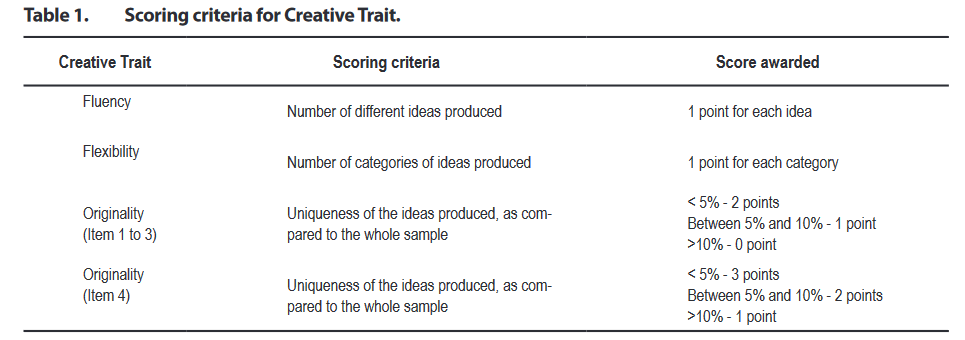 Table 1. Scoring criteria for Creative Trait.
Creative Trait Scoring criteria Score awarded
Fluency
Number of different ideas produced 1 point for each idea
Flexibility
Number of categories of ideas produced 1 point for each category
Originality
(Item 1 to 3)
Uniqueness of the ideas produced, as com-
pared to the whole sample
< 5% - 2 points
Between 5% and 10% - 1 point
>10% - 0 point
Originality
(Item 4)
Uniqueness of the ideas produced, as com-
pared to the whole sample
< 5% - 3 points
Between 5% and 10% - 2 points
>10% - 1 point